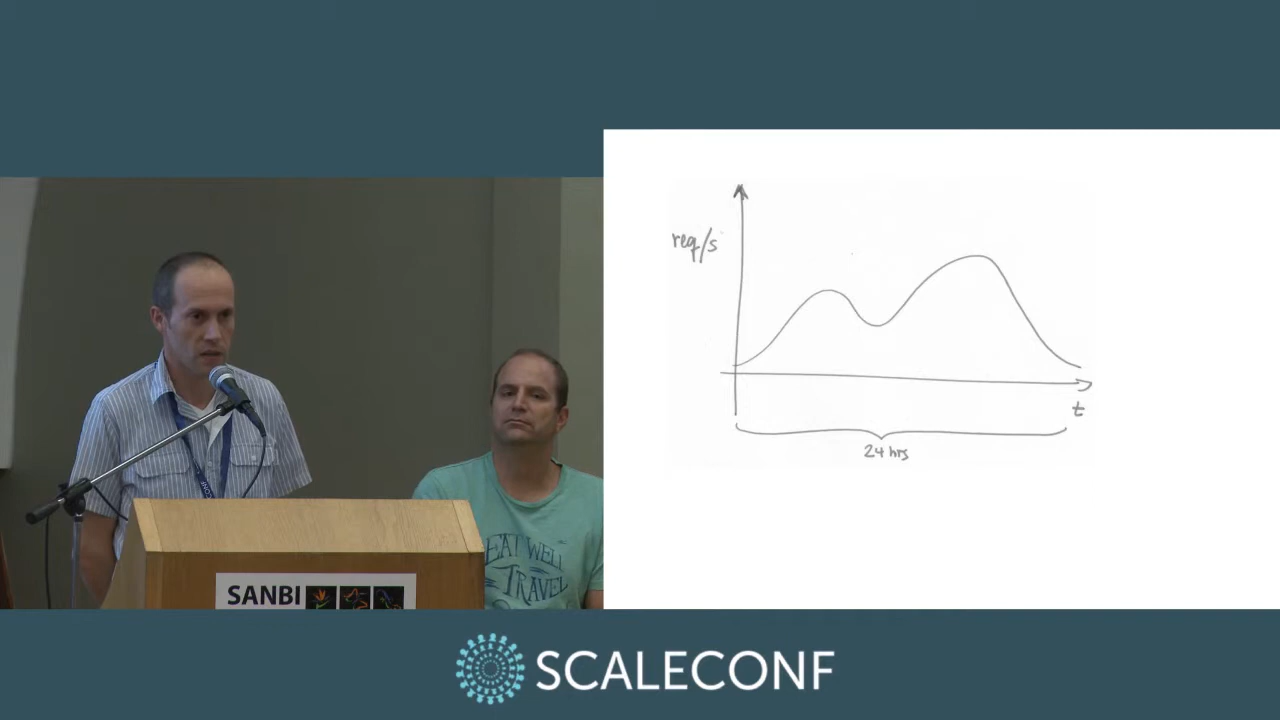 req/s
t
24 hrs
EAT WELL
TRAVEL
SANBI
SCALECONF